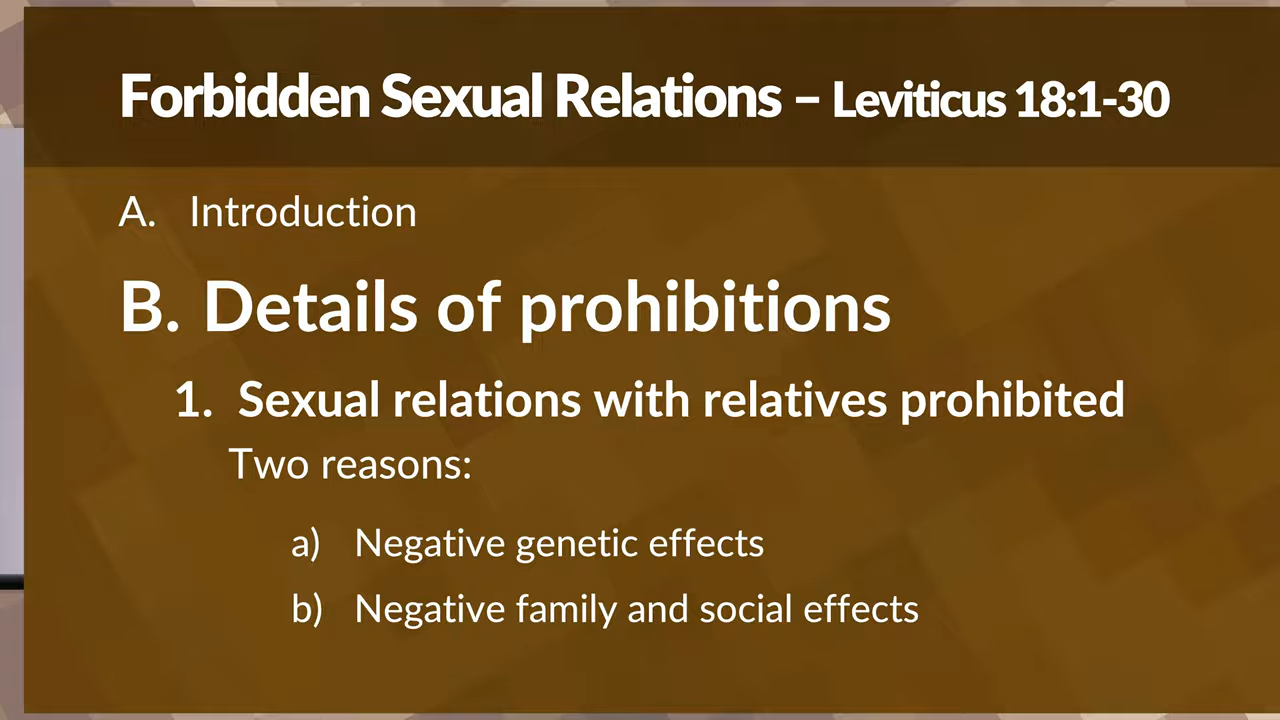 Forbidden Sexual Relations – Leviticus 18:1-30
A. Introduction
B. Details of prohibitions
1. Sexual relations with relatives prohibited
Two reasons:
a) Negative genetic effects
b) Negative family and social effects